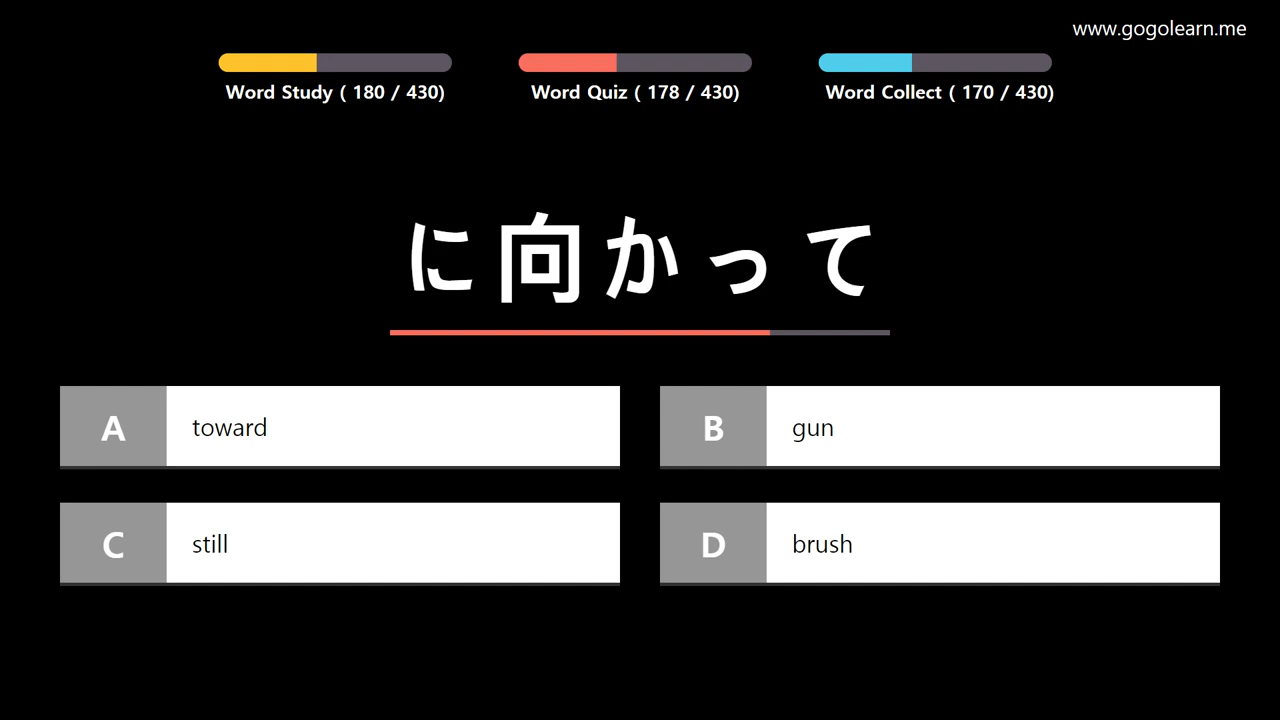 www.gogolearn.me
Word Study ( 180 / 430)
Word Quiz ( 178 / 430)
Word Collect ( 170 / 430)
に向かって
A toward
B gun
C still
D brush